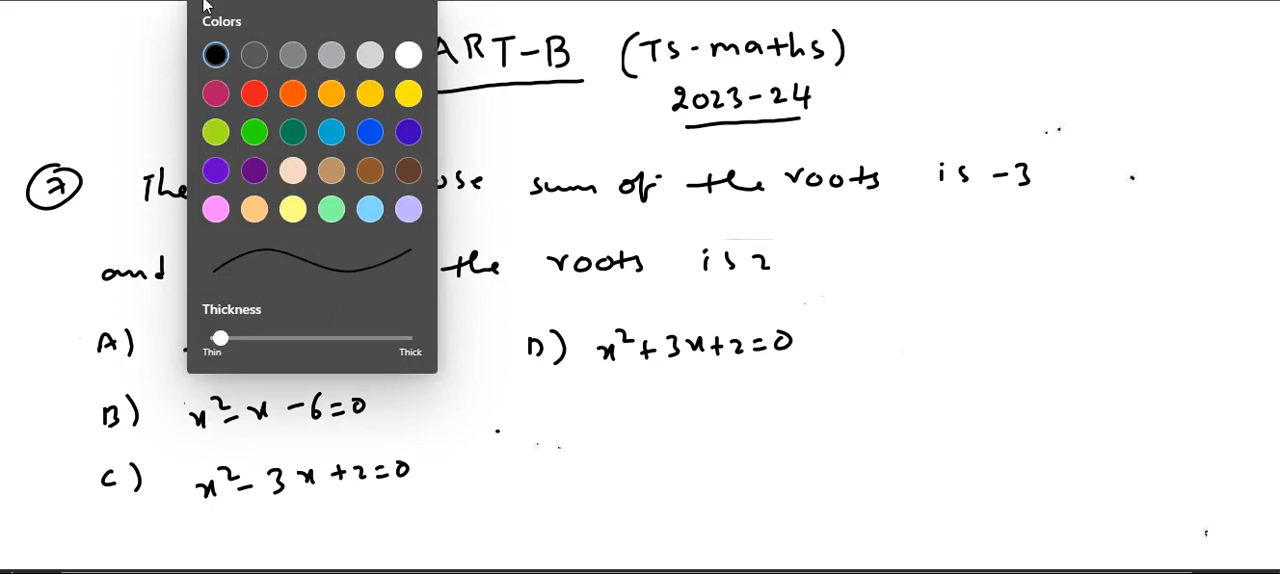 Colors
ART-B (TS-maths)
2023-24
7 The sum of the roots is -3
and the roots is 2
Thickness
Thin Thick
A) D) x²+3x+2=0
B) x²-x-6=0
C) x²-3x+2=0